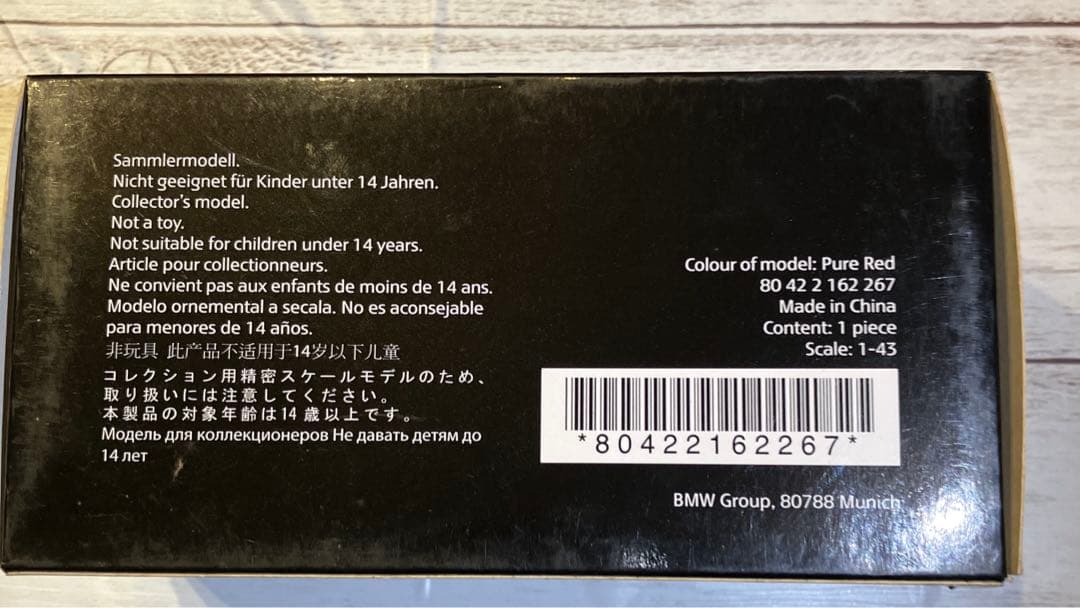 Sammlermodell.
Nicht geeignet für Kinder unter 14 Jahren.
Collector's model.
Not a toy.
Not suitable for children under 14 years.
Article pour collectionneurs.
Ne convient pas aux enfants de moins de 14 ans.
Modelo ornemental a secala. No es aconsejable
para menores de 14 años.
非玩具 此产品不适用于14岁以下儿童
コレクション用精密スケールモデルのため、
取り扱いには注意してください。
本製品の対象年齢は14歳以上です。
Модель для коллекционеров Не давать детям до
14 лет
Colour of model: Pure Red
80 42 2 162 267
Made in China
Content: 1 piece
Scale: 1-43
*80422162267*
BMW Group, 80788 Munich